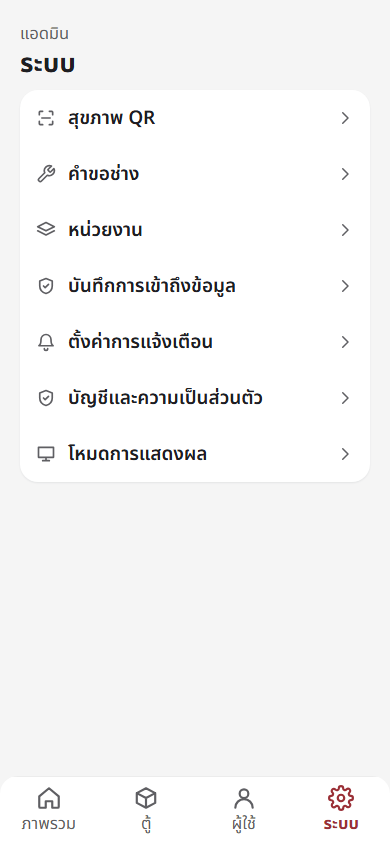 แอดมิน
ระบบ
สุขภาพ QR
คำขอช่าง
หน่วยงาน
บันทึกการเข้าถึงข้อมูล
ตั้งค่าการแจ้งเตือน
บัญชีและความเป็นส่วนตัว
โหมดการแสดงผล
ภาพรวม
ตู้
ผู้ใช้
ระบบ